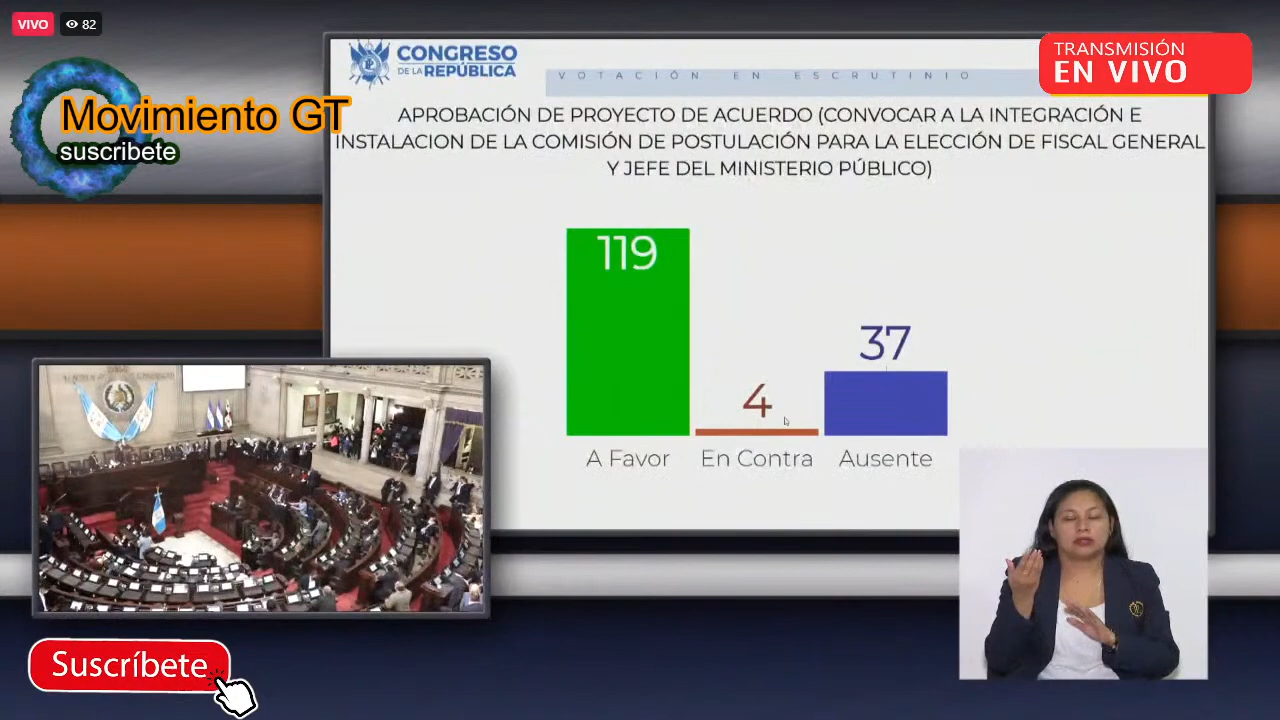 VIVO
82
CONGRESO
DE LA REPÚBLICA
VOTACIÓN EN ESCRUTINIO
TRANSMISIÓN
EN VIVO
Movimiento GT
suscribete
APROBACIÓN DE PROYECTO DE ACUERDO (CONVOCAR A LA INTEGRACIÓN E
INSTALACION DE LA COMISIÓN DE POSTULACIÓN PARA LA ELECCIÓN DE FISCAL GENERAL
Y JEFE DEL MINISTERIO PÚBLICO)
119
4
37
A Favor
En Contra
Ausente
Suscríbete